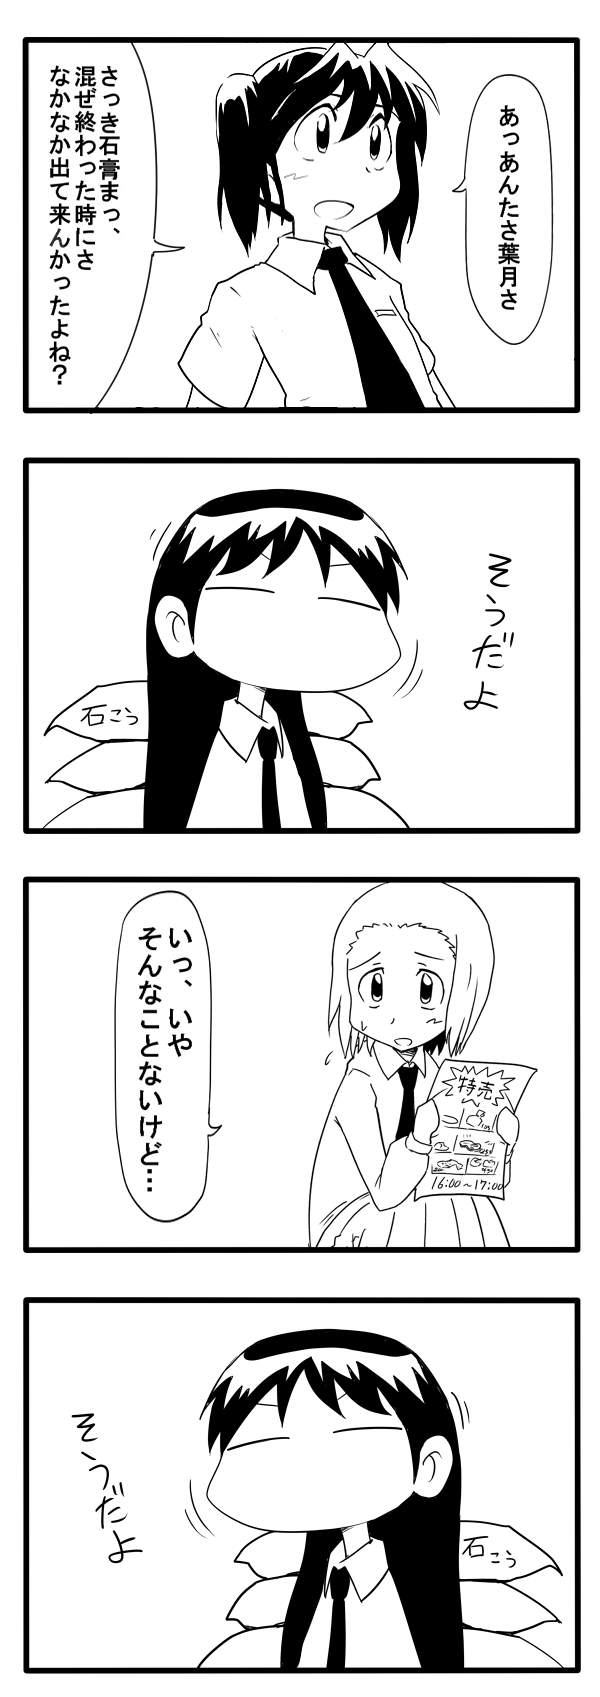 あっあんたさ葉月さ
さっき石膏まっ、
混ぜ終わった時にさ
なかなか出て来んかったよね？
そうだよ
石こう
いっ、いや
そんなことないけど…
特売
16:00～17:00
そうだよ
石こう